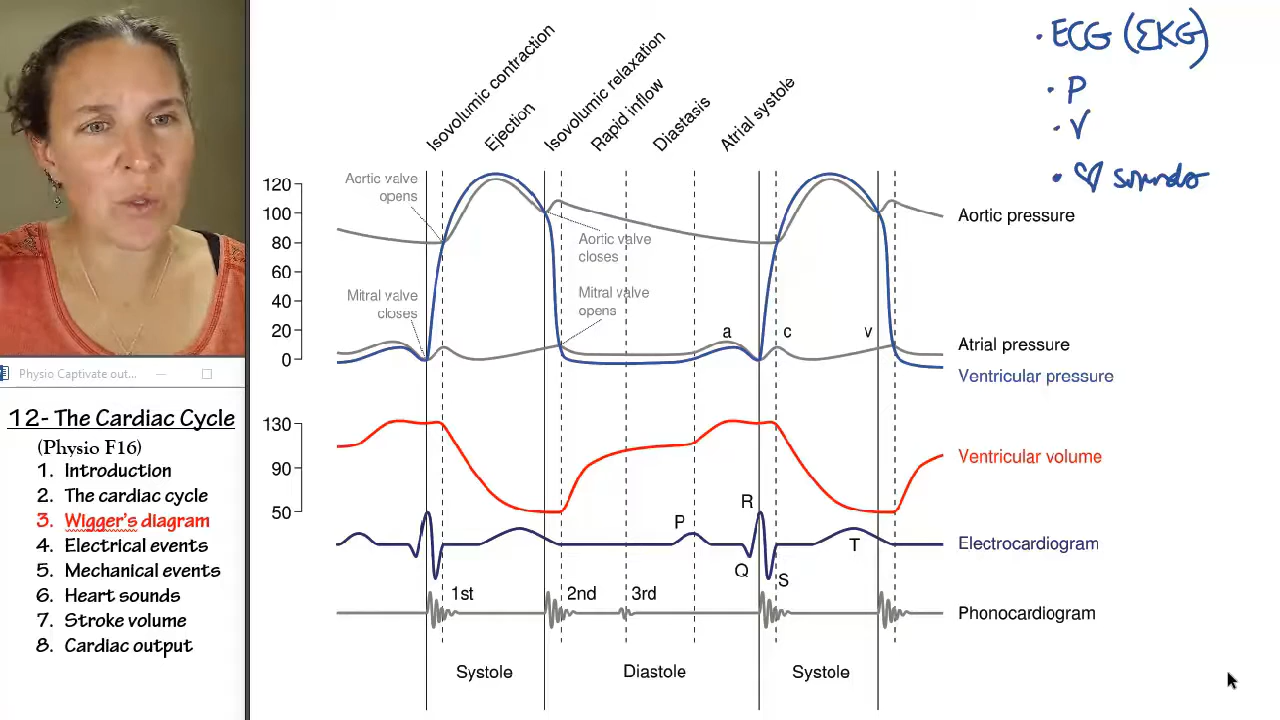 Isovolumic contraction
Ejection
Isovolumic relaxation
Rapid inflow
Diastasis
Atrial systole
• ECG (EKG)
• P
• V
• ♡ sounds
120
100
80
60
40
20
0
Aortic valve
opens
Aortic valve
closes
Mitral valve
closes
Mitral valve
opens
a
c
v
Aortic pressure
Atrial pressure
Ventricular pressure
130
90
50
Ventricular volume
P
R
Q
S
T
Electrocardiogram
1st
2nd
3rd
Phonocardiogram
Systole
Diastole
Systole
Physio Captivate out...
12- The Cardiac Cycle
(Physio F16)
1. Introduction
2. The cardiac cycle
3. Wigger's diagram
4. Electrical events
5. Mechanical events
6. Heart sounds
7. Stroke volume
8. Cardiac output